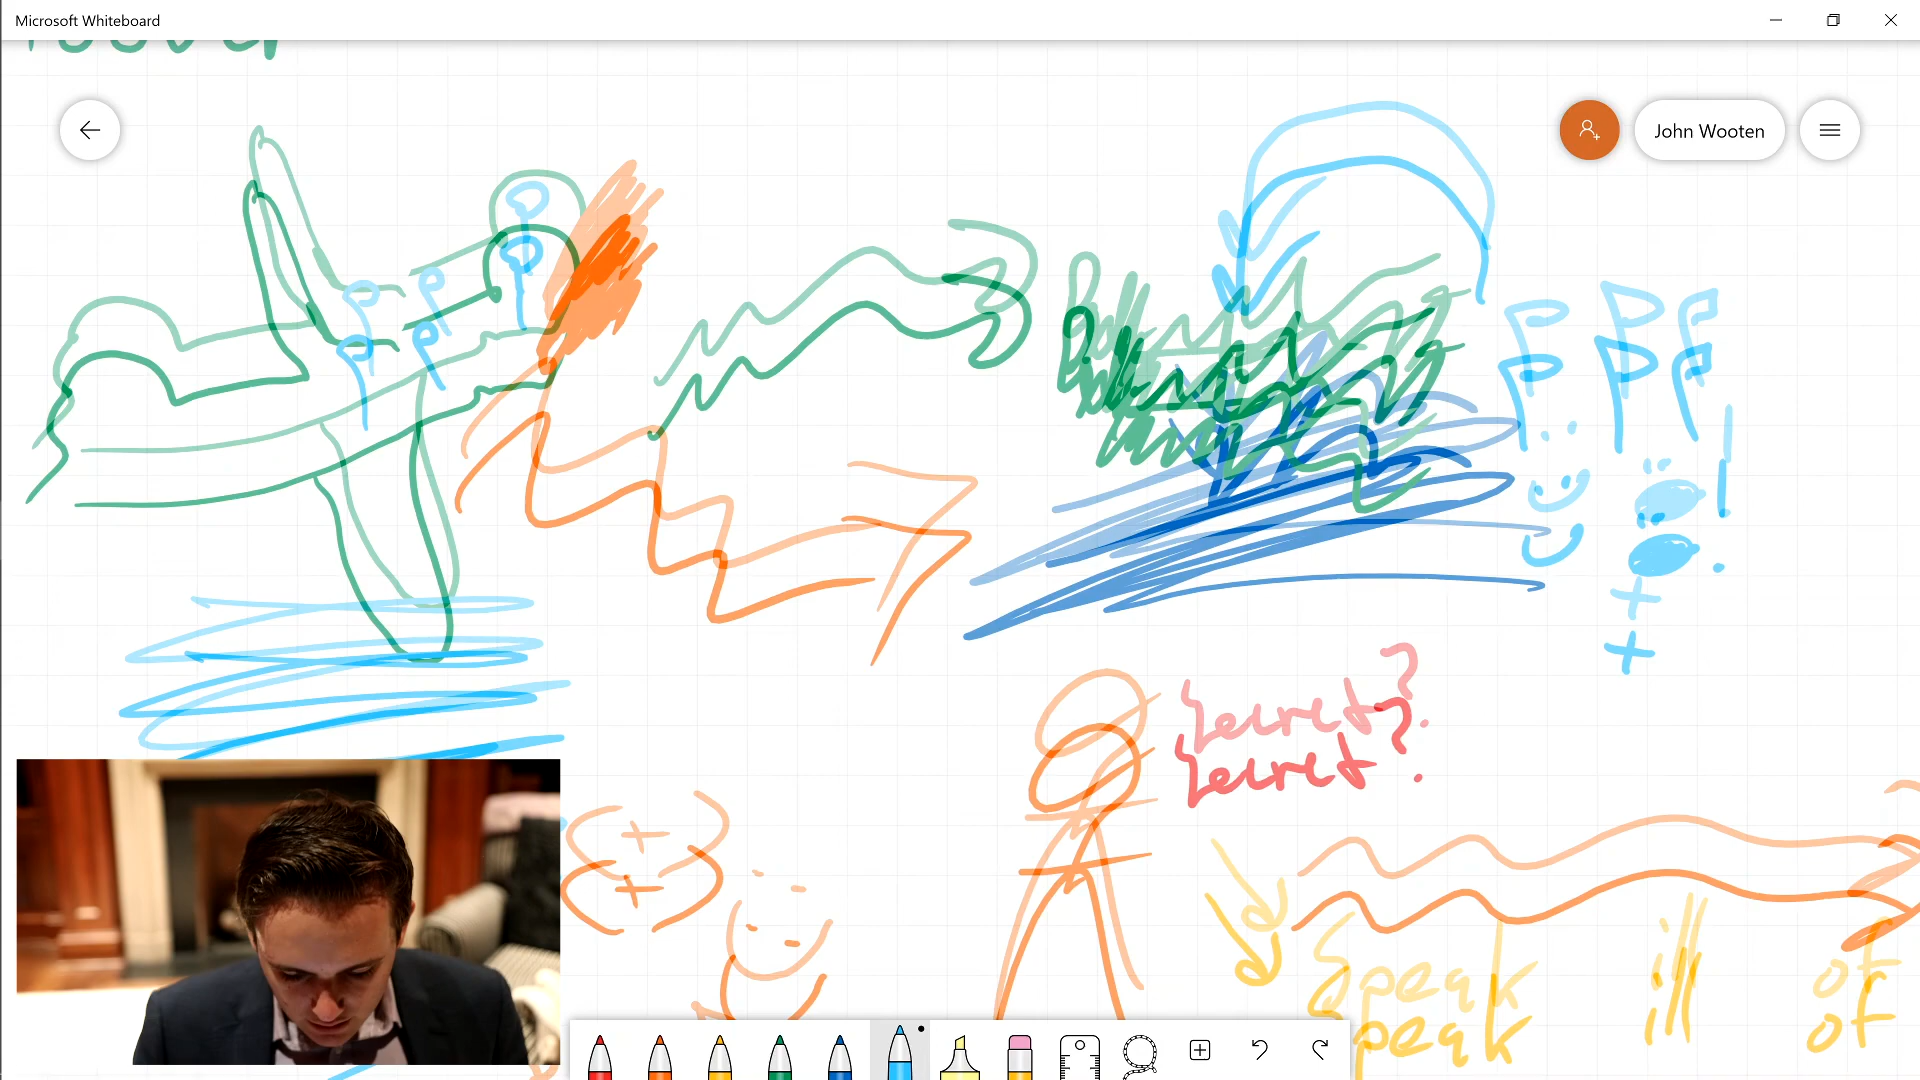 Microsoft Whiteboard
John Wooten
Secret?
Secret?
Speak ill of
Speak ill of